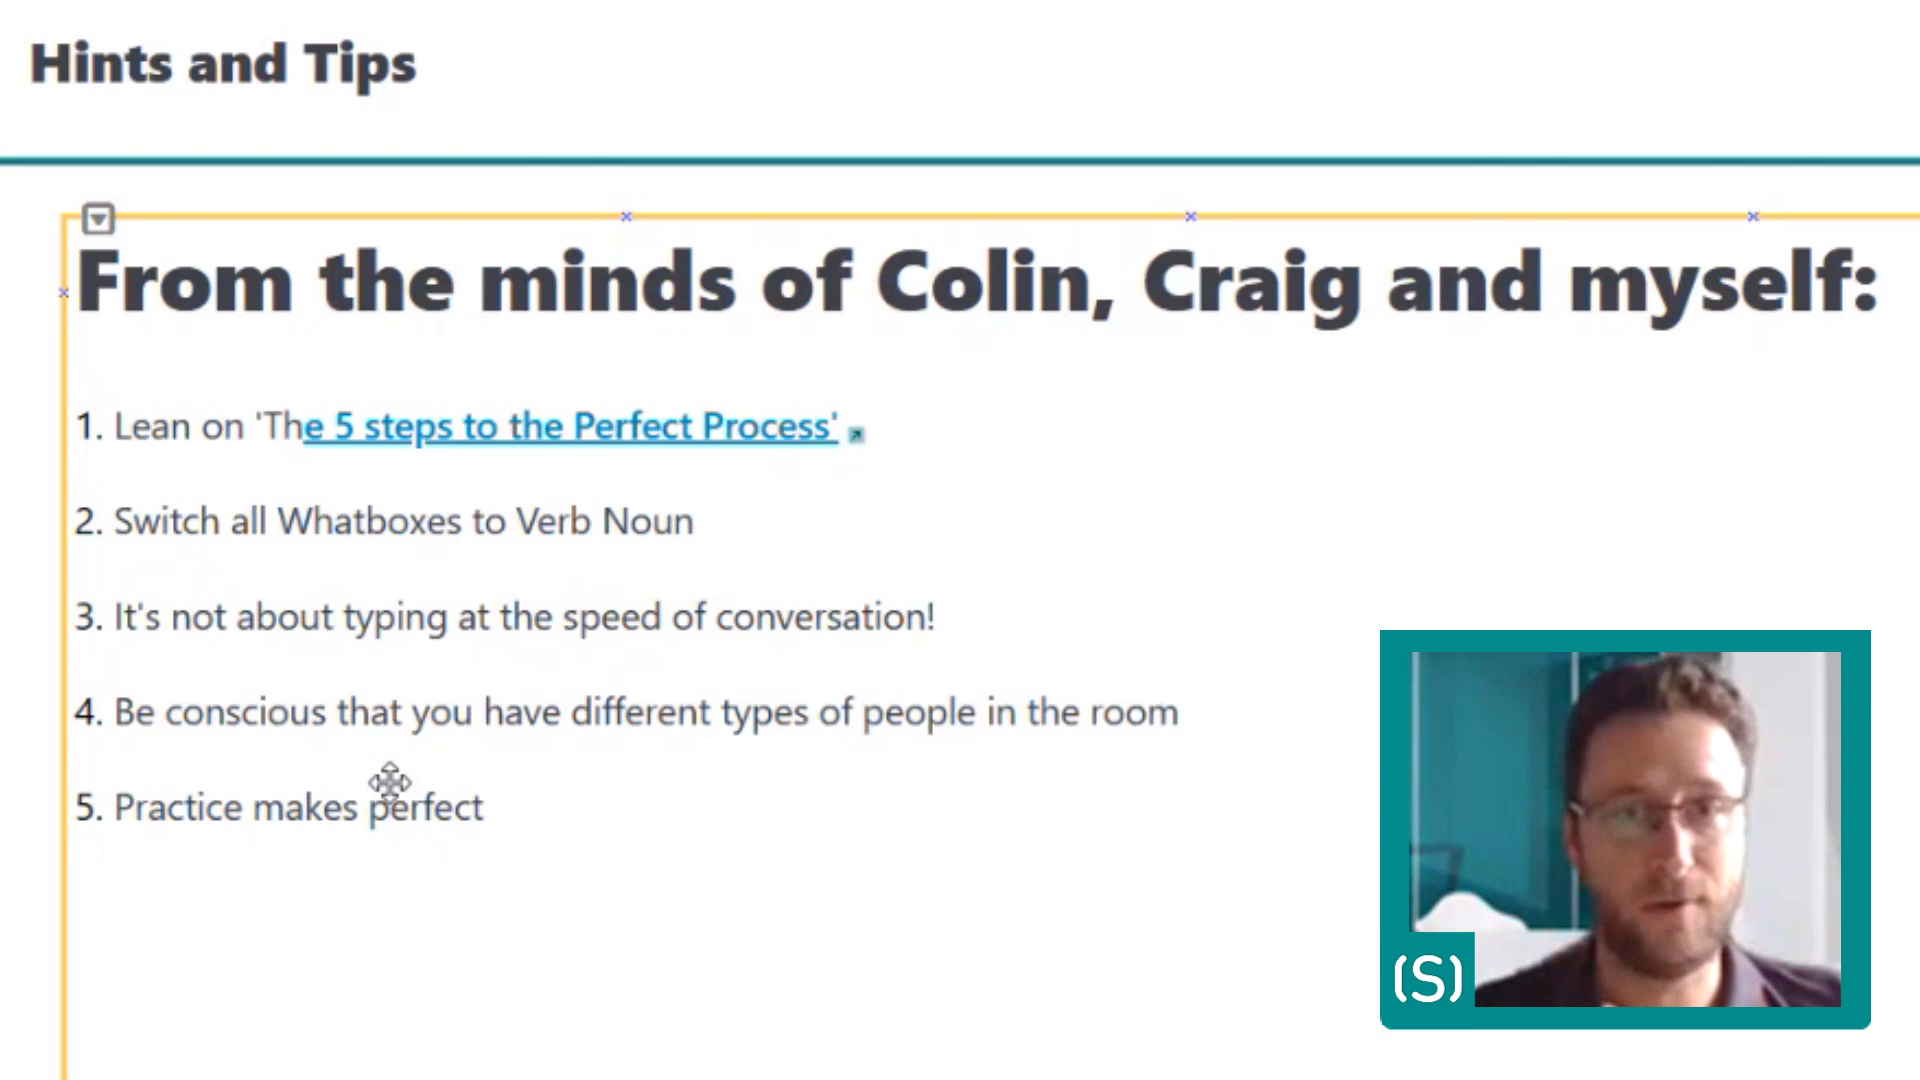 Hints and Tips
From the minds of Colin, Craig and myself:
1. Lean on 'The 5 steps to the Perfect Process'
2. Switch all Whatboxes to Verb Noun
3. It's not about typing at the speed of conversation!
4. Be conscious that you have different types of people in the room
5. Practice makes perfect
(S)